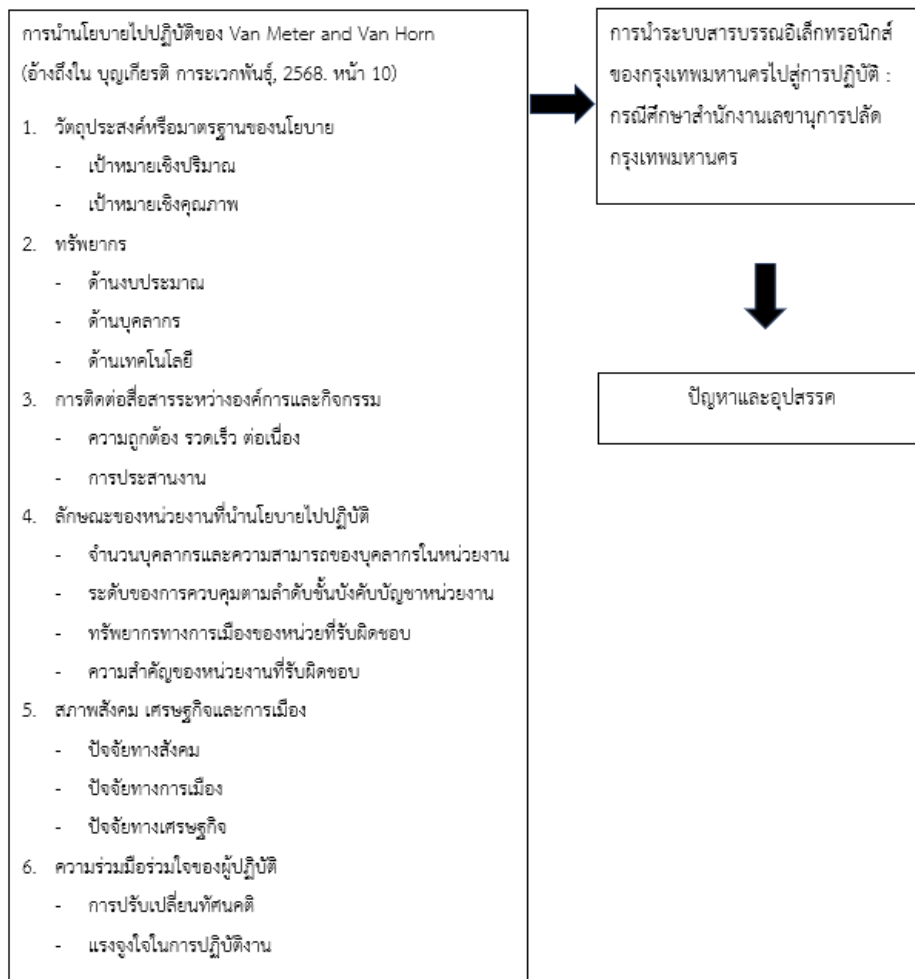 การนำนโยบายไปปฏิบัติของ Van Meter and Van Horn
(อ้างถึงใน บุญเกียรติ การะเวกพันธุ์, 2568. หน้า 10)
1. วัตถุประสงค์หรือมาตรฐานของนโยบาย
- เป้าหมายเชิงปริมาณ
- เป้าหมายเชิงคุณภาพ
2. ทรัพยากร
- ด้านงบประมาณ
- ด้านบุคลากร
- ด้านเทคโนโลยี
3. การติดต่อสื่อสารระหว่างองค์การและกิจกรรม
- ความถูกต้อง รวดเร็ว ต่อเนื่อง
- การประสานงาน
4. ลักษณะของหน่วยงานที่นำนโยบายไปปฏิบัติ
- จำนวนบุคลากรและความสามารถของบุคลากรในหน่วยงาน
- ระดับของการควบคุมตามลำดับชั้นบังคับบัญชาหน่วยงาน
- ทรัพยากรทางการเมืองของหน่วยที่รับผิดชอบ
- ความสำคัญของหน่วยงานที่รับผิดชอบ
5. สภาพสังคม เศรษฐกิจและการเมือง
- ปัจจัยทางสังคม
- ปัจจัยทางการเมือง
- ปัจจัยทางเศรษฐกิจ
6. ความร่วมมือร่วมใจของผู้ปฏิบัติ
- การปรับเปลี่ยนทัศนคติ
- แรงจูงใจในการปฏิบัติงาน
การนำระบบสารบรรณอิเล็กทรอนิกส์
ของกรุงเทพมหานครไปสู่การปฏิบัติ :
กรณีศึกษาสำนักงานเลขานุการปลัด
กรุงเทพมหานคร
ปัญหาและอุปสรรค